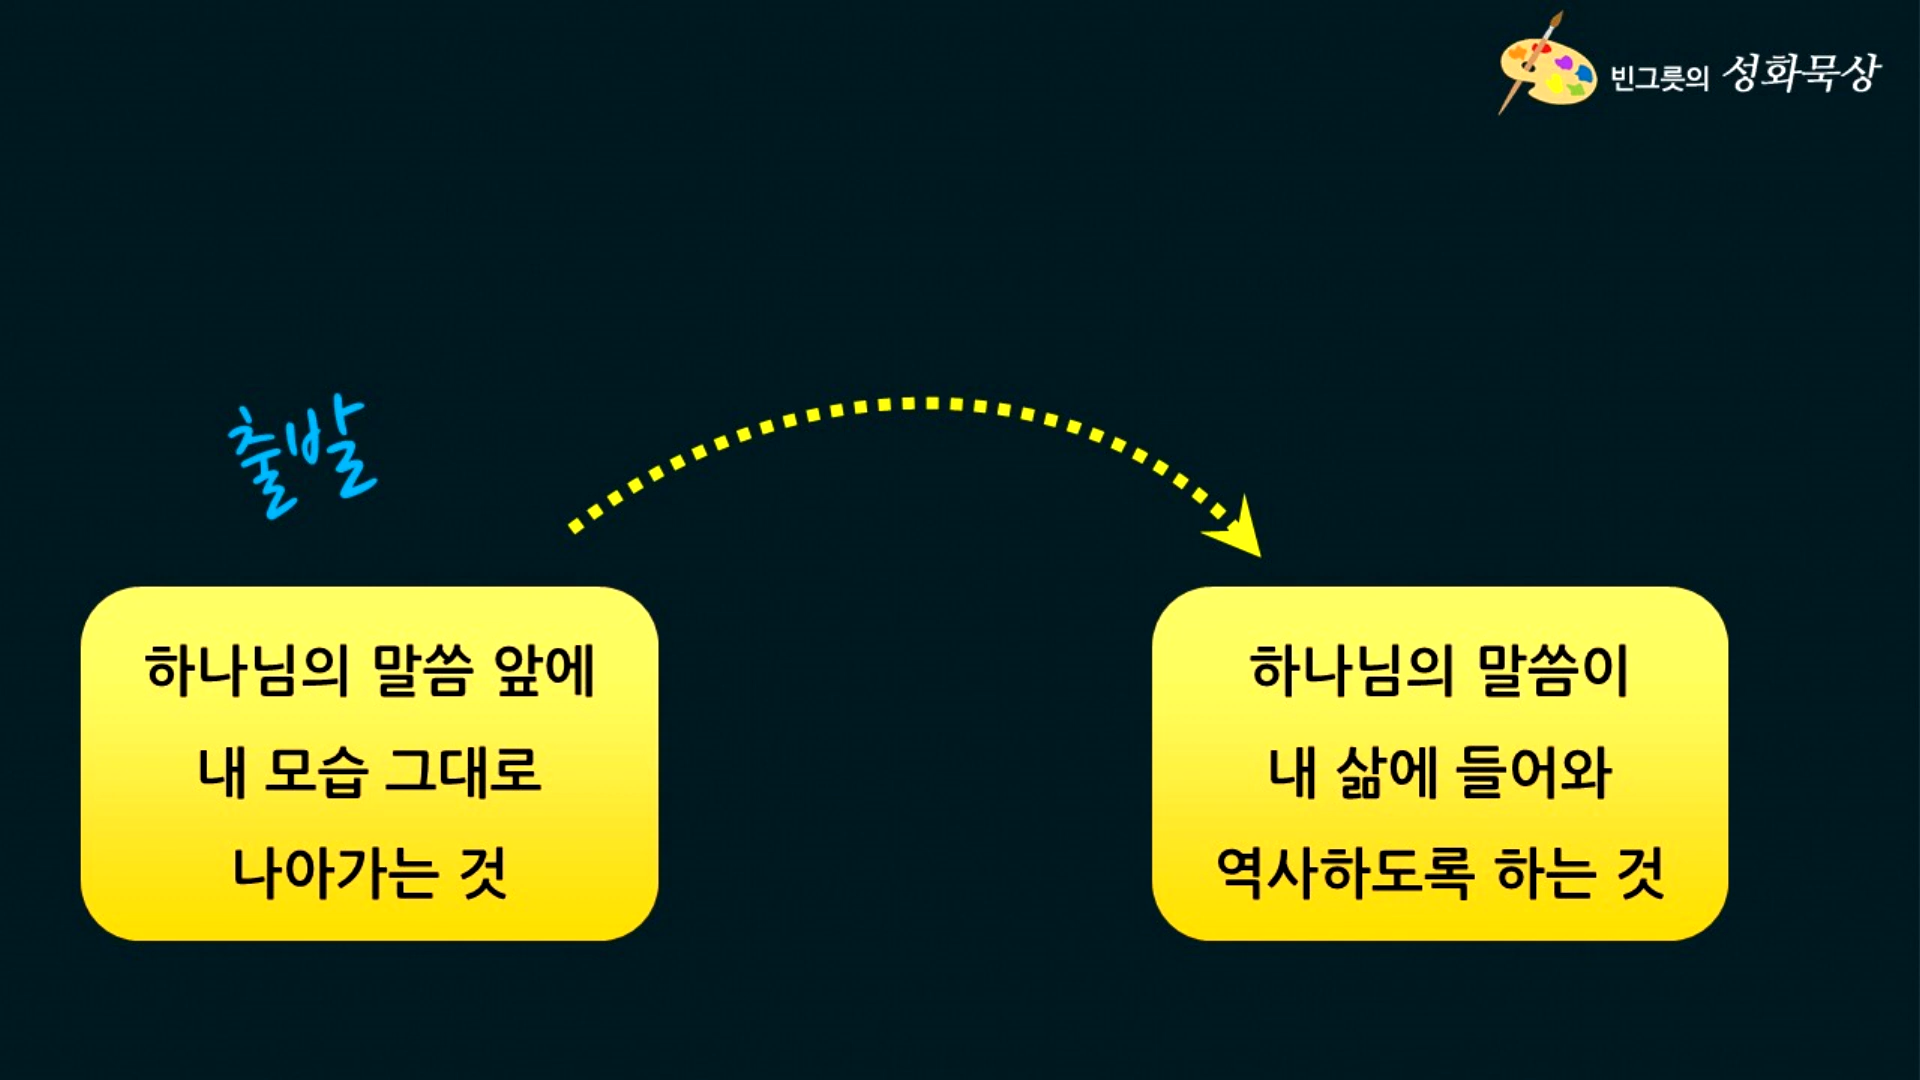 빈그릇의 성화묵상
출발
하나님의 말씀 앞에
내 모습 그대로
나아가는 것
하나님의 말씀이
내 삶에 들어와
역사하도록 하는 것